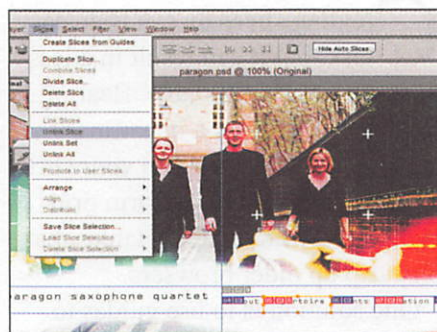 Slices Select Filter View Window Help
Hide Auto Slices
paragon.psd @ 100% (Original)
Create Slices from Guides
Duplicate Slice...
Combine Slices
Divide Slice...
Delete Slice
Delete All
Link Slices
Unlink Slice
Unlink Set
Unlink All
Promote to User Slices
Arrange
Align
Distribute
Save Slice Selection...
Load Slice Selection
Delete Slice Selection
paragon saxophone quartet